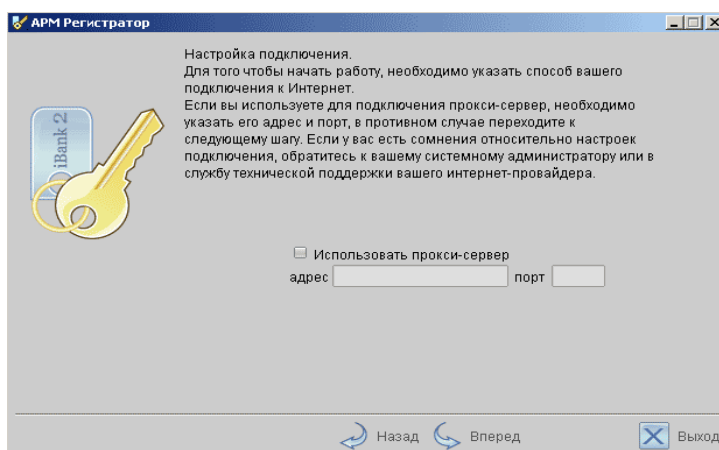 АРМ Регистратор
Настройка подключения.
Для того чтобы начать работу, необходимо указать способ вашего
подключения к Интернет.
Если вы используете для подключения прокси-сервер, необходимо
указать его адрес и порт, в противном случае переходите к
следующему шагу. Если у вас есть сомнения относительно настроек
подключения, обратитесь к вашему системному администратору или в
службу технической поддержки вашего интернет-провайдера.
iBank 2
Использовать прокси-сервер
адрес порт
Назад Вперед Выход